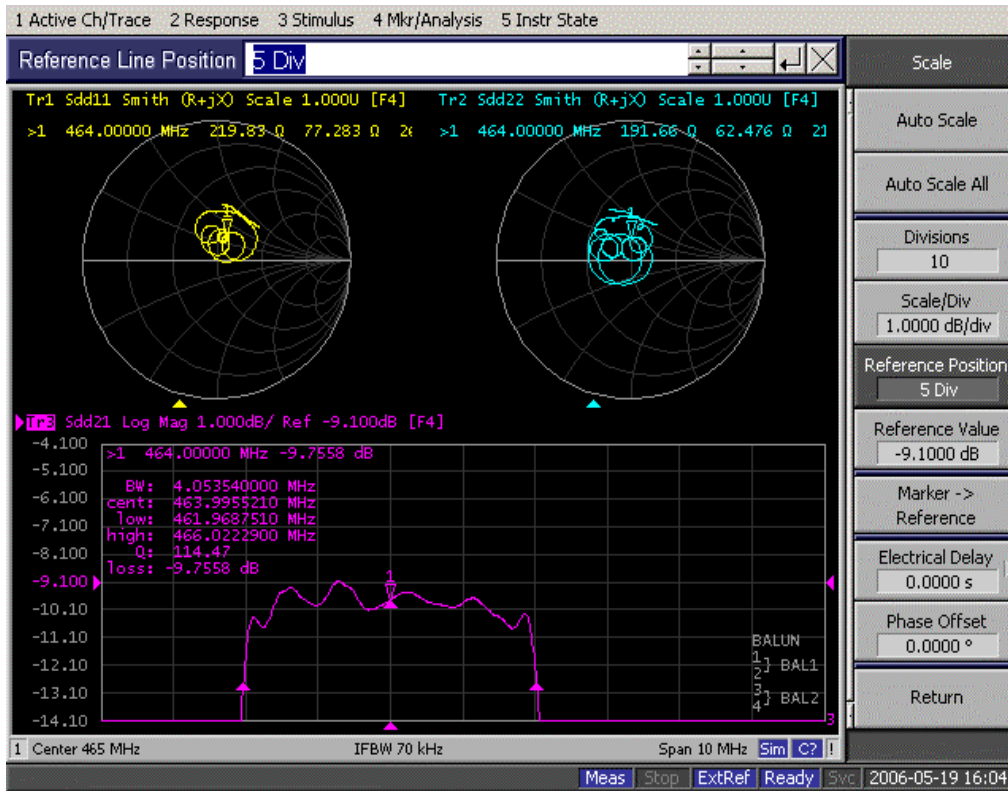 1 Active Ch/Trace 2 Response 3 Stimulus 4 Mkr/Analysis 5 Instr State
Reference Line Position 5 Div
Tr1 Sdd11 Smith (R+jX) Scale 1.000U [F4]
>1 464.00000 MHz 219.83 Ω 77.283 Ω 26
Tr2 Sdd22 Smith (R+jX) Scale 1.000U [F4]
>1 464.00000 MHz 191.66 Ω 62.476 Ω 21
1
1
Tr3 Sdd21 Log Mag 1.000dB/ Ref -9.100dB [F4]
-4.100
-5.100
-6.100
-7.100
-8.100
-9.100
-10.10
-11.10
-12.10
-13.10
-14.10
>1 464.00000 MHz -9.7558 dB
BW: 4.053540000 MHz
cent: 463.9955210 MHz
low: 461.9687510 MHz
high: 466.0222900 MHz
Q: 114.47
loss: -9.7558 dB
1
BALUN
1
2} BAL1
3
4} BAL2
3
1 Center 465 MHz IFBW 70 kHz Span 10 MHz Sim C? !
Meas Stop ExtRef Ready Svc 2006-05-19 16:04
Scale
Auto Scale
Auto Scale All
Divisions
10
Scale/Div
1.0000 dB/div
Reference Position
5 Div
Reference Value
-9.1000 dB
Marker ->
Reference
Electrical Delay
0.0000 s
Phase Offset
0.0000 °
Return